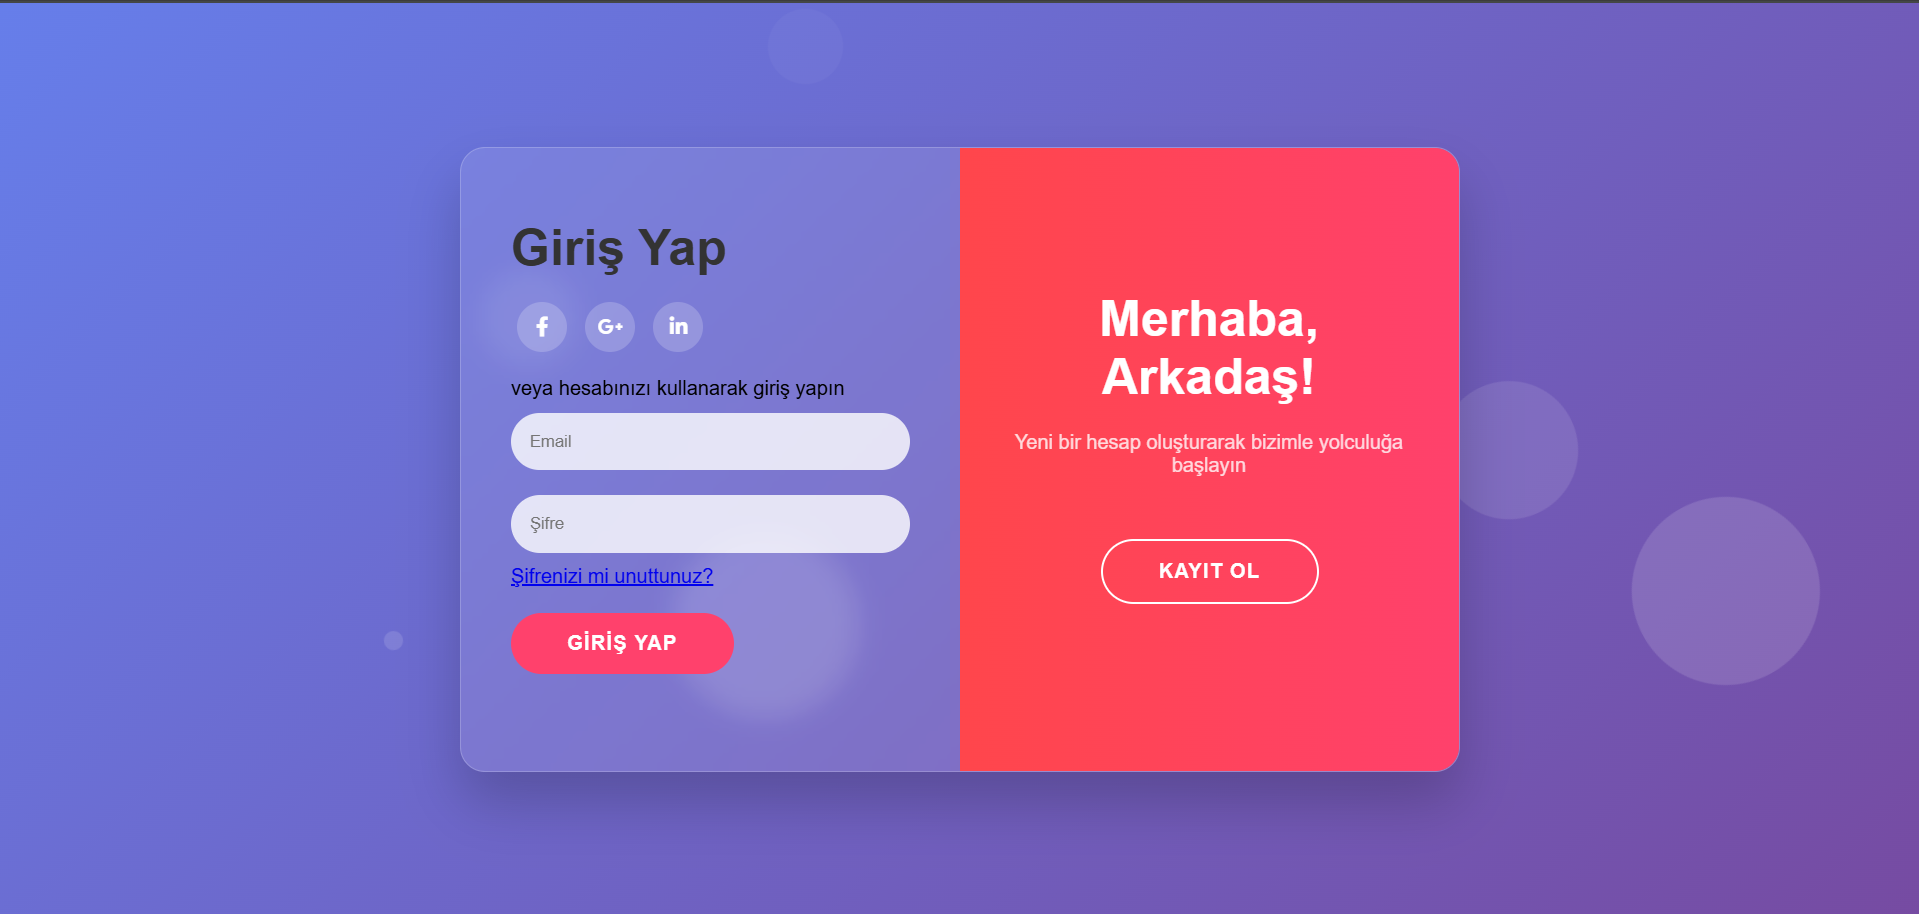 Giriş Yap
veya hesabınızı kullanarak giriş yapın
Email
Şifre
Şifrenizi mi unuttunuz?
GİRİŞ YAP
Merhaba,
Arkadaş!
Yeni bir hesap oluşturarak bizimle yolculuğa
başlayın
KAYIT OL